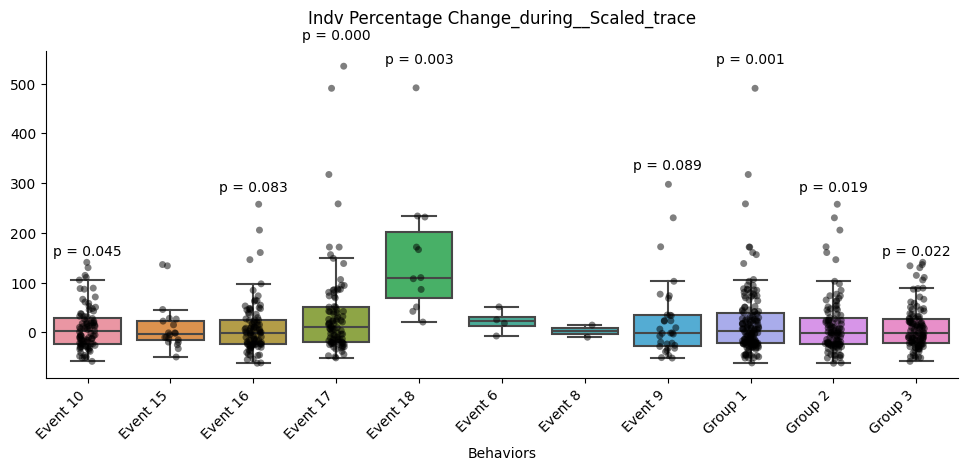 Indv Percentage Change_during__Scaled_trace
p = 0.000
p = 0.003
p = 0.001
p = 0.089
p = 0.083
p = 0.019
p = 0.045
p = 0.022
500
400
300
200
100
0
Event 10
Event 15
Event 16
Event 17
Event 18
Event 6
Event 8
Event 9
Group 1
Group 2
Group 3
Behaviors